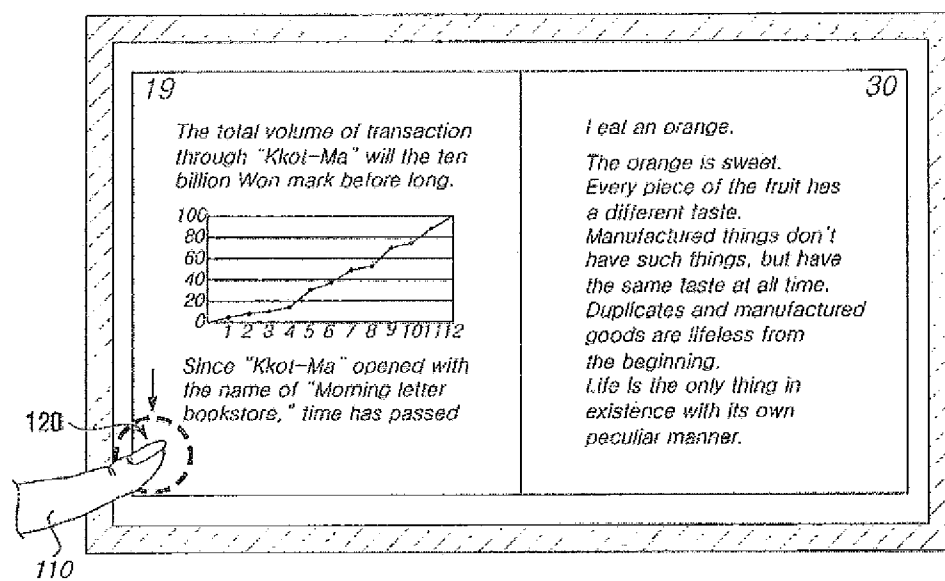 19
The total volume of transaction
through "Kkot-Ma" will the ten
billion Won mark before long.
100
80
60
40
20
0
1 2 3 4 5 6 7 8 9 10 11 12
Since "Kkot-Ma" opened with
the name of "Morning letter
bookstore," time has passed
120
110
30
I eat an orange.
The orange is sweet.
Every piece of the fruit has
a different taste.
Manufactured things don't
have such things, but have
the same taste at all time.
Duplicates and manufactured
goods are lifeless from
the beginning.
Life is the only thing in
existence with its own
peculiar manner.